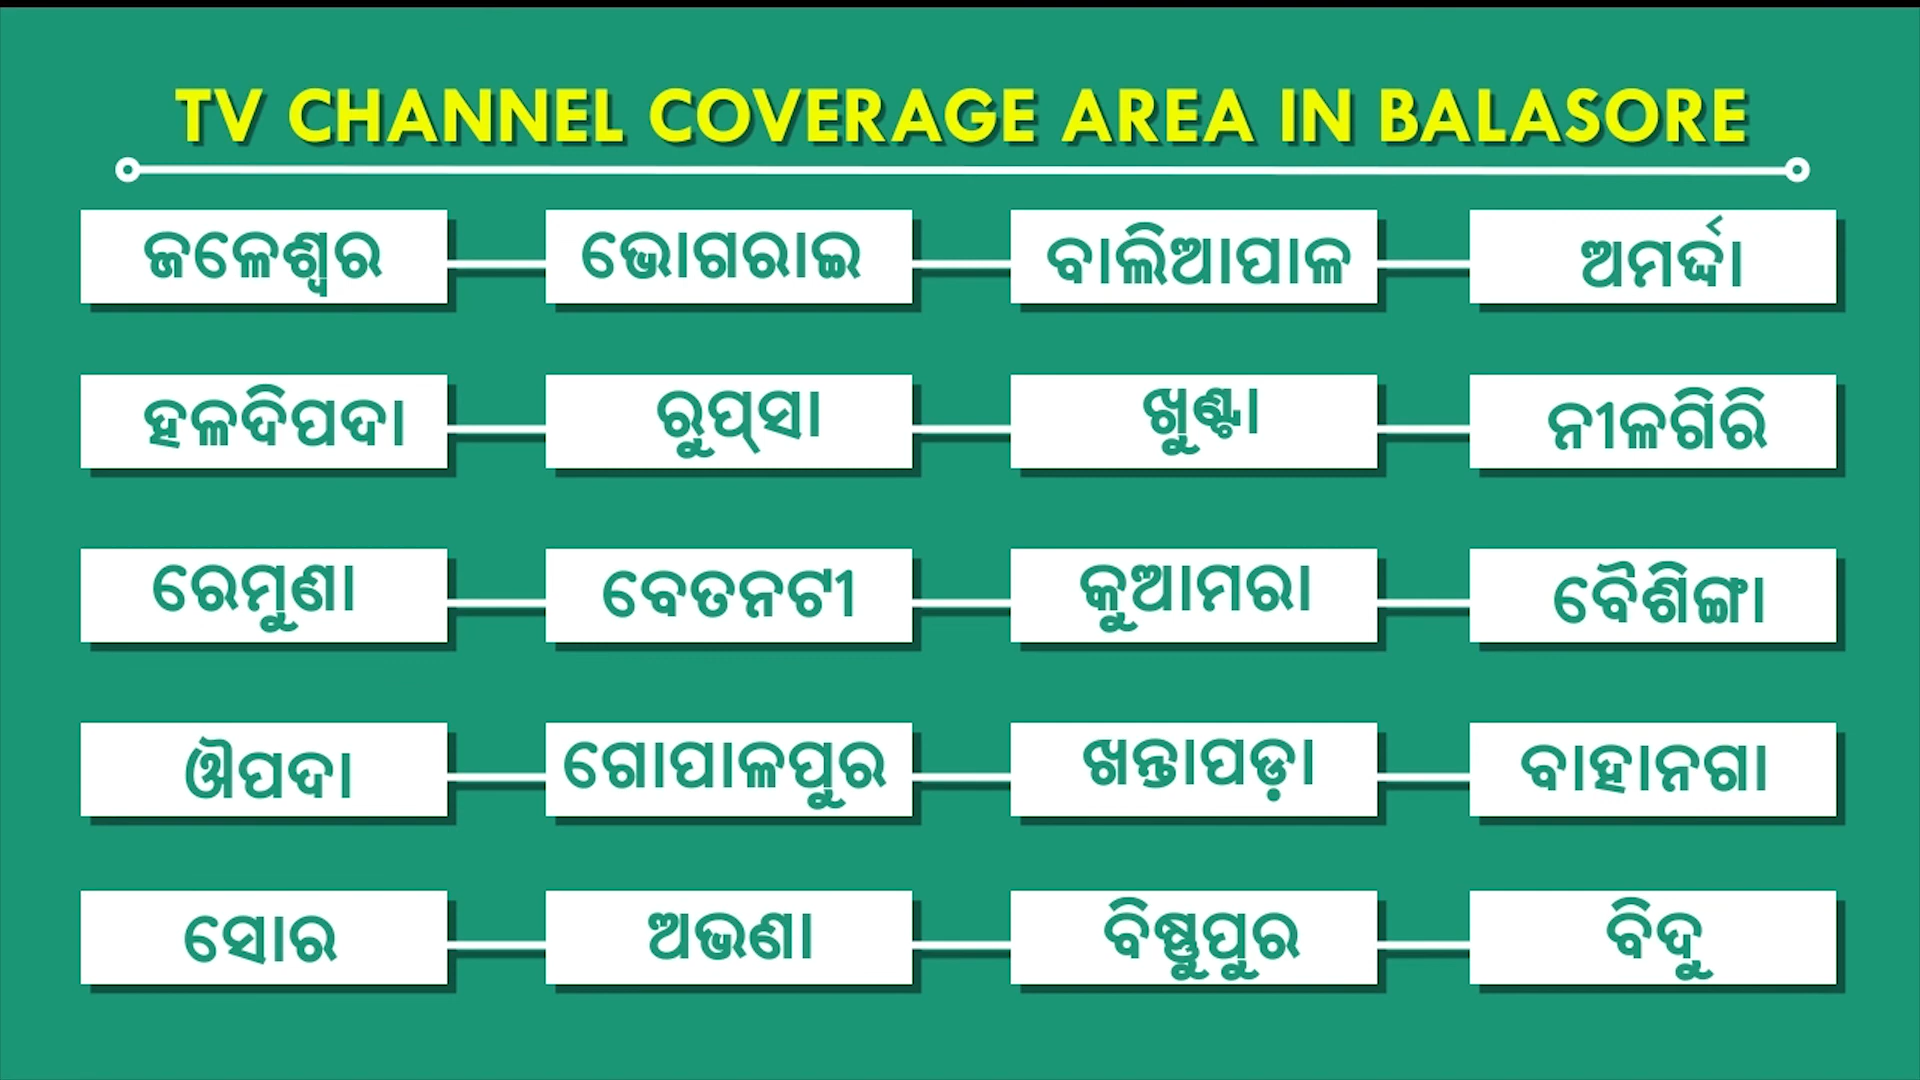 TV CHANNEL COVERAGE AREA IN BALASORE
ଜଳେଶ୍ୱର ଭୋଗରାଇ ବାଲିଆପାଳ ଅମର୍ଦ୍ଦା
ହଳଦିପଦା ରୁପ୍‌ସା ଖୁଣ୍ଟା ନୀଳଗିରି
ରେମୁଣା ବେତନଟୀ କୁଆମରା ବୈଶିଙ୍ଗା
ଔପଦା ଗୋପାଳପୁର ଖନ୍ତାପଡ଼ା ବାହାନଗା
ସୋର ଅଭଣା ବିଷ୍ଣୁପୁର ବିଦୁ